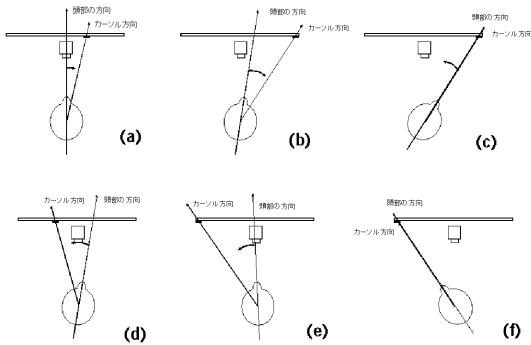 頭部の方向
カーソル方向
(a)
頭部の方向
カーソル方向
(b)
頭部の方向
カーソル方向
(c)
カーソル方向
頭部の方向
(d)
カーソル方向
頭部の方向
(e)
頭部の方向
カーソル方向
(f)